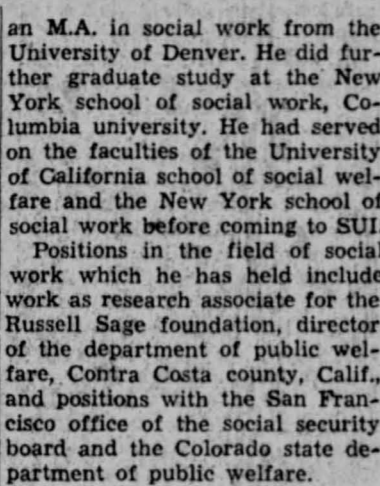 an M.A. in social work from the
University of Denver. He did fur-
ther graduate study at the New
York school of social work, Co-
lumbia university. He had served
on the faculties of the University
of California school of social wel-
fare and the New York school of
social work before coming to SUI.
Positions in the field of social
work which he has held include
work as research associate for the
Russell Sage foundation, director
of the department of public wel-
fare, Contra Costa county, Calif.,
and positions with the San Fran-
cisco office of the social security
board and the Colorado state de-
partment of public welfare.